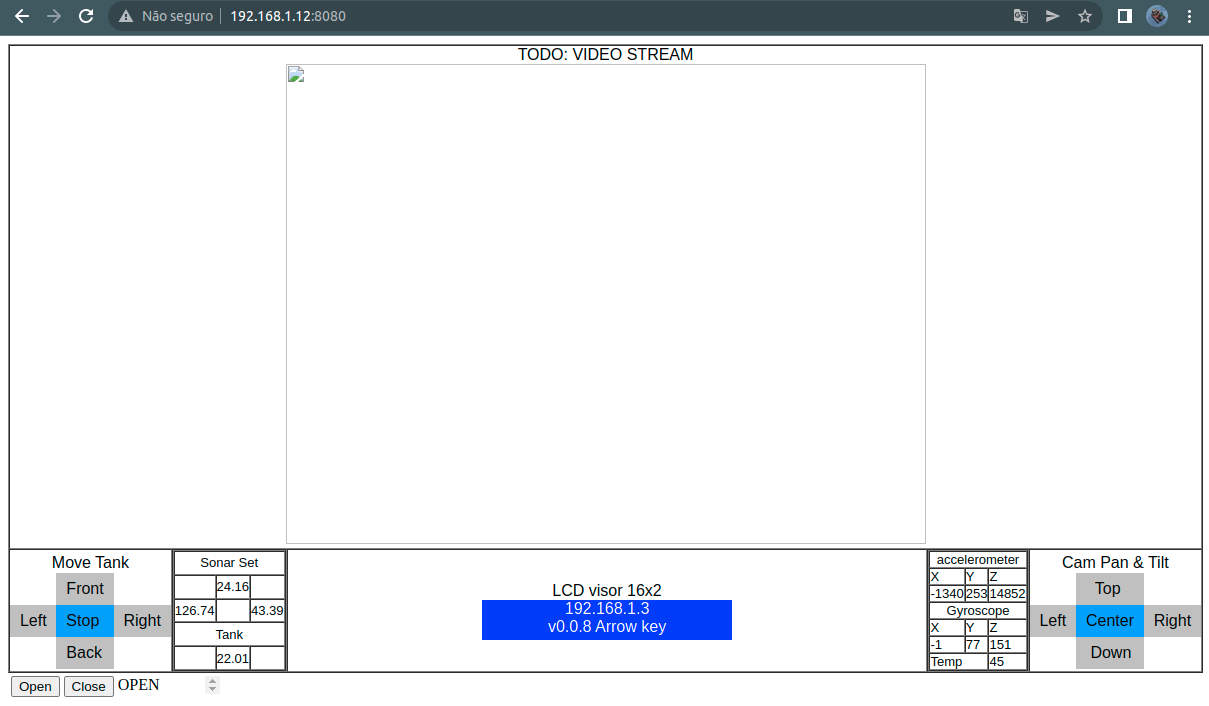 Não seguro 192.168.1.12:8080
TODO: VIDEO STREAM
Move Tank
Front
Left Stop Right
Back
Sonar Set
24.16
126.74 43.39
Tank
22.01
LCD visor 16x2
192.168.1.3
v0.0.8 Arrow key
accelerometer
X Y Z
-1340 253 14852
Gyroscope
X Y Z
-1 77 151
Temp 45
Cam Pan & Tilt
Top
Left Center Right
Down
Open Close OPEN